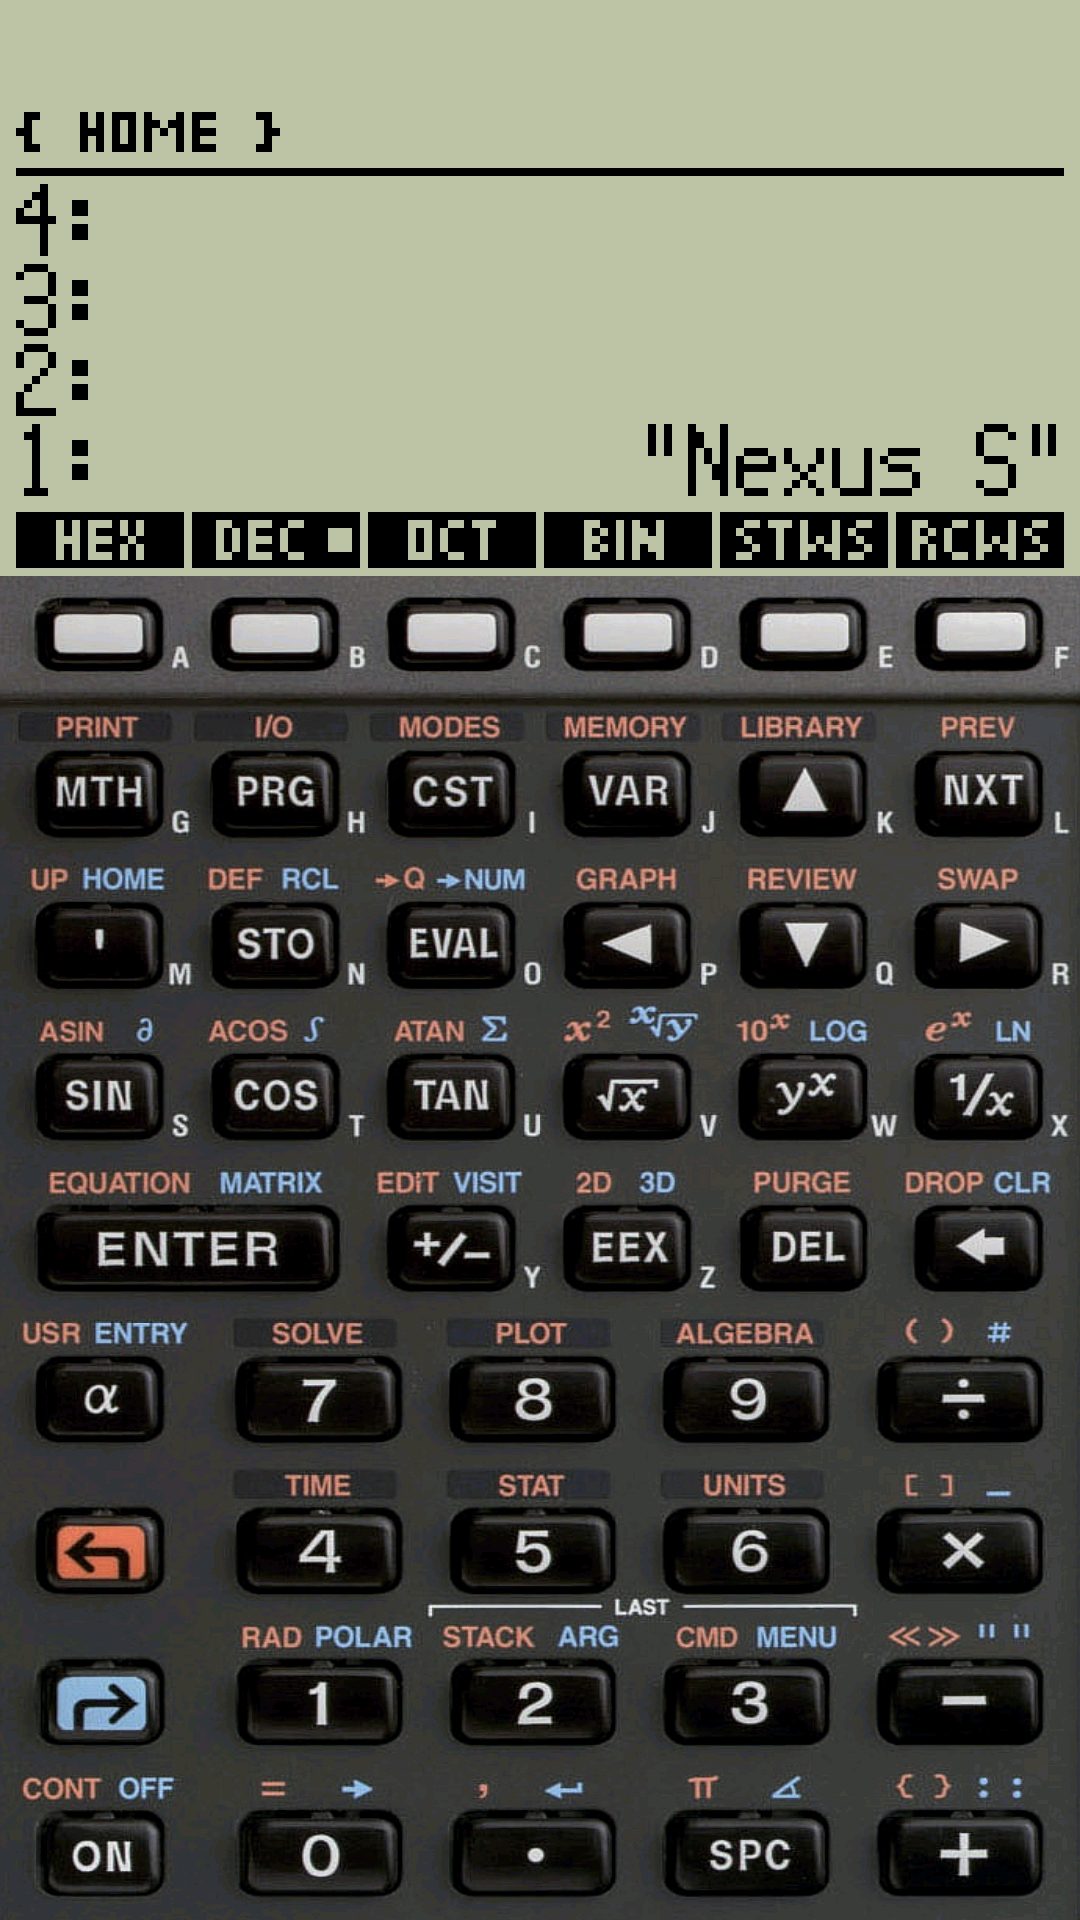 { HOME }
4:
3:
2:
1: "Nexus S"
HEX DEC ■ OCT BIN STWS RCWS
A B C D E F
PRINT I/O MODES MEMORY LIBRARY PREV
MTH G PRG H CST I VAR J ▲ K NXT L
UP HOME DEF RCL →Q →NUM GRAPH REVIEW SWAP
' M STO N EVAL O ◀ P ▼ Q ▶ R
ASIN ∂ ACOS ∫ ATAN Σ x² ˣ√y 10ˣ LOG eˣ LN
SIN S COS T TAN U √x V yˣ W 1/x X
EQUATION MATRIX EDIT VISIT 2D 3D PURGE DROP CLR
ENTER +/− Y EEX Z DEL ←
USR ENTRY SOLVE PLOT ALGEBRA ( ) #
α 7 8 9 ÷
TIME STAT UNITS [ ] _
4 5 6 ×
LAST
RAD POLAR STACK ARG CMD MENU « » " "
1 2 3 −
CONT OFF = → , ↵ π ∠ { } : :
ON 0 . SPC +